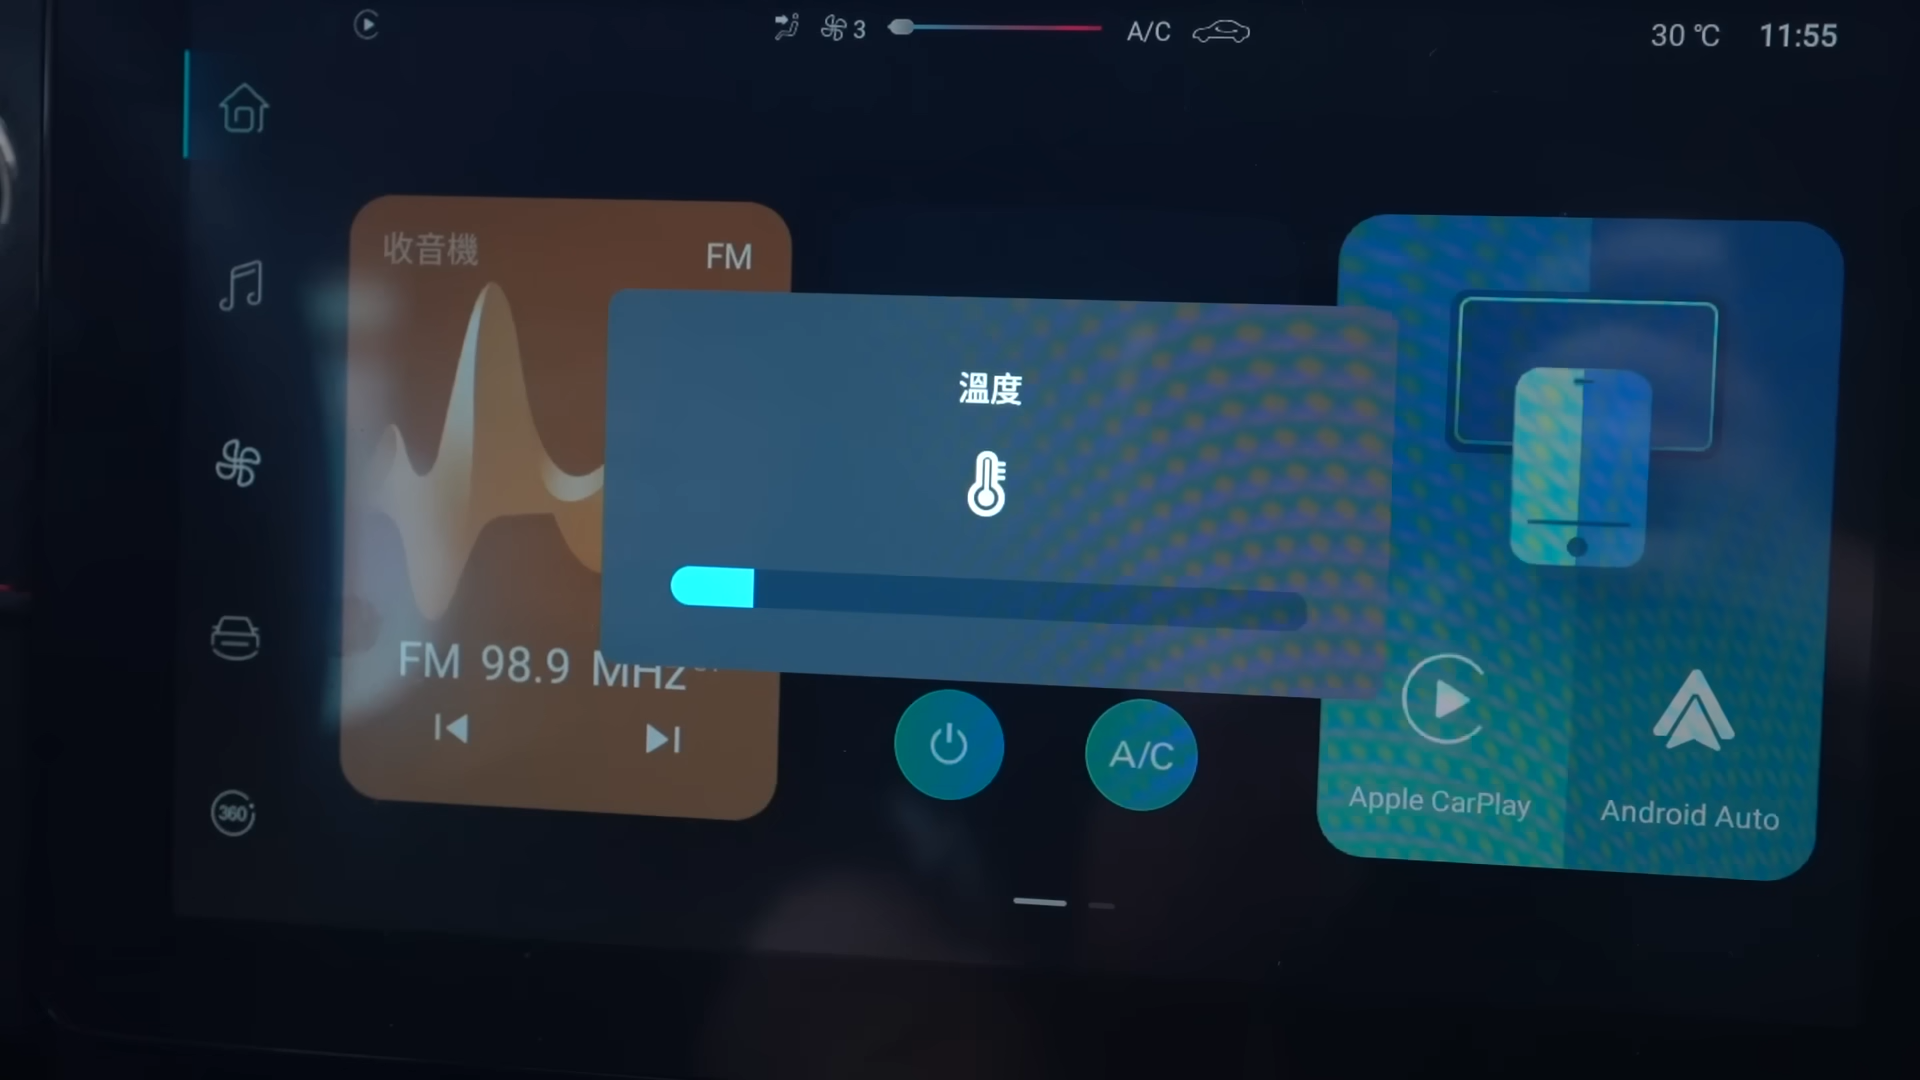 3
A/C
30 ℃
11:55
收音機
FM
溫度
FM 98.9 MHz
A/C
Apple CarPlay
Android Auto
360